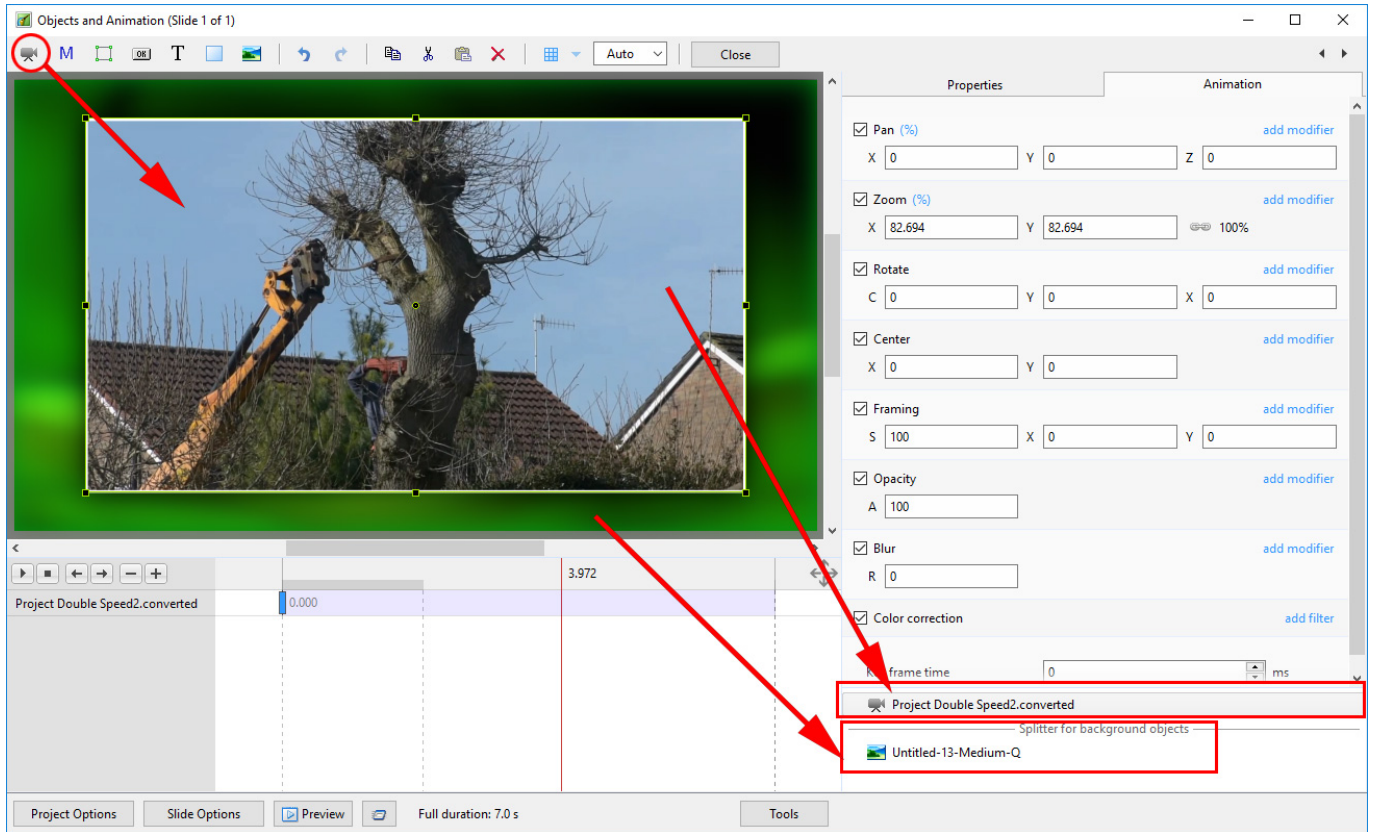 Objects and Animation (Slide 1 of 1)
M OK T Auto Close
Properties Animation
Pan (%) add modifier
X 0 Y 0 Z 0
Zoom (%) add modifier
X 82.694 Y 82.694 100%
Rotate add modifier
C 0 Y 0 X 0
Center add modifier
X 0 Y 0
Framing add modifier
S 100 X 0 Y 0
Opacity add modifier
A 100
Blur add modifier
R 0
3.972
Project Double Speed2.converted 0.000
Color correction add filter
frame time 0 ms
Project Double Speed2.converted
Splitter for background objects
Untitled-13-Medium-Q
Project Options Slide Options Preview Full duration: 7.0 s Tools